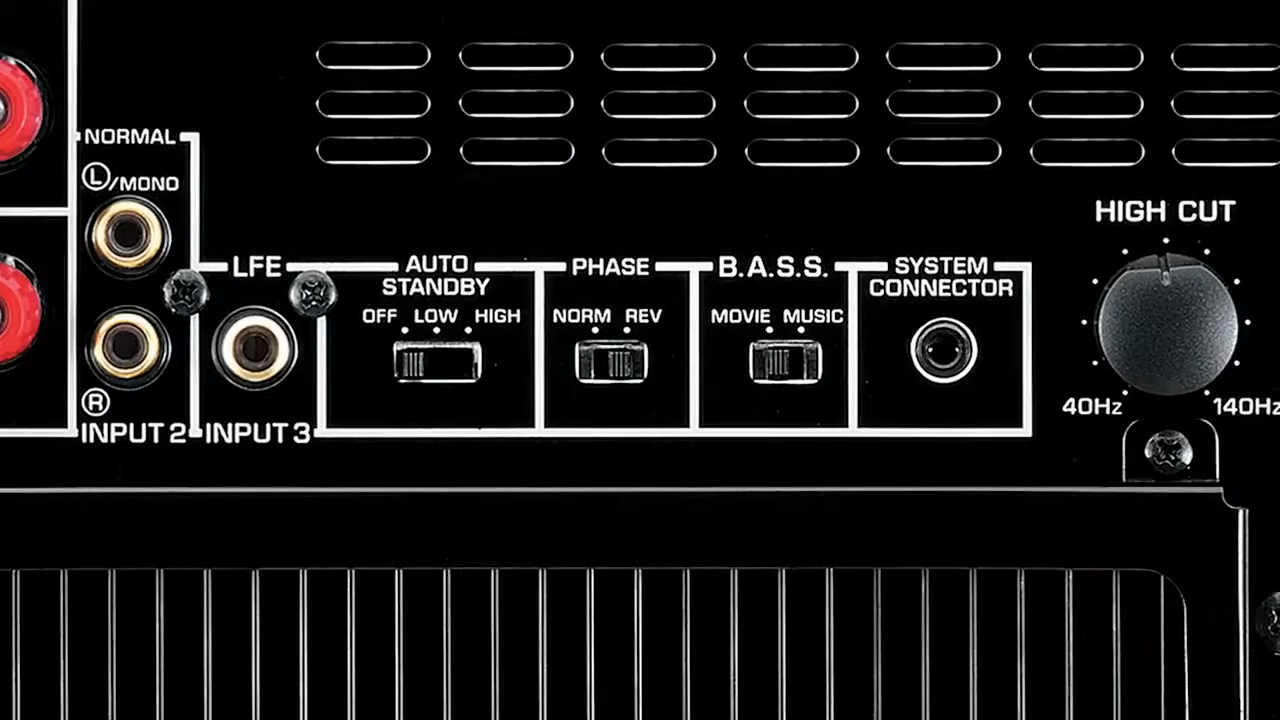 NORMAL
L/MONO
R
INPUT 2
LFE
INPUT 3
AUTO
STANDBY
OFF LOW HIGH
PHASE
NORM REV
B.A.S.S.
MOVIE MUSIC
SYSTEM
CONNECTOR
HIGH CUT
40Hz 140Hz